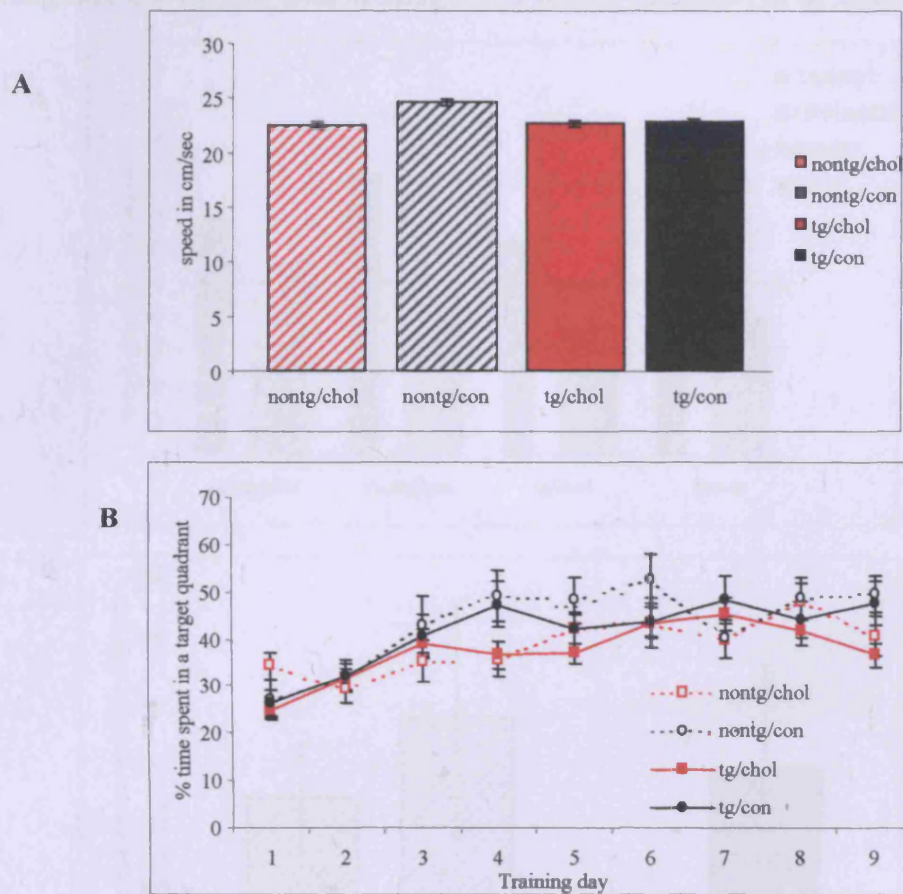 A
30
25
20
15
10
5
0
speed in cm/sec
nontg/chol
nontg/con
tg/chol
tg/con
nontg/chol
nontg/con
tg/chol
tg/con
B
70
60
50
40
30
20
10
0
% time spent in a target quadrant
nontg/chol
nontg/con
tg/chol
tg/con
1 2 3 4 5 6 7 8 9
Training day